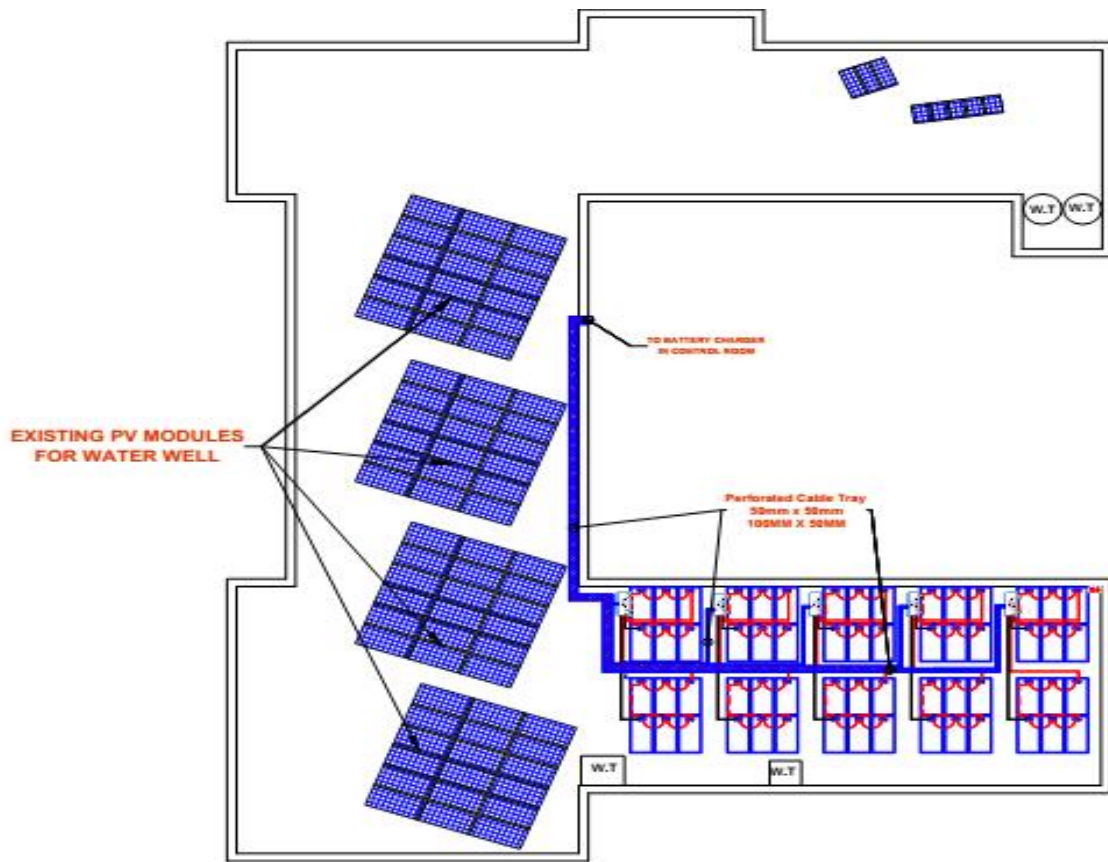 W.T W.T
TO BATTERY CHARGER
IN CONTROL ROOM
EXISTING PV MODULES
FOR WATER WELL
Perforated Cable Tray
50mm x 50mm
100MM X 50MM
W.T
W.T